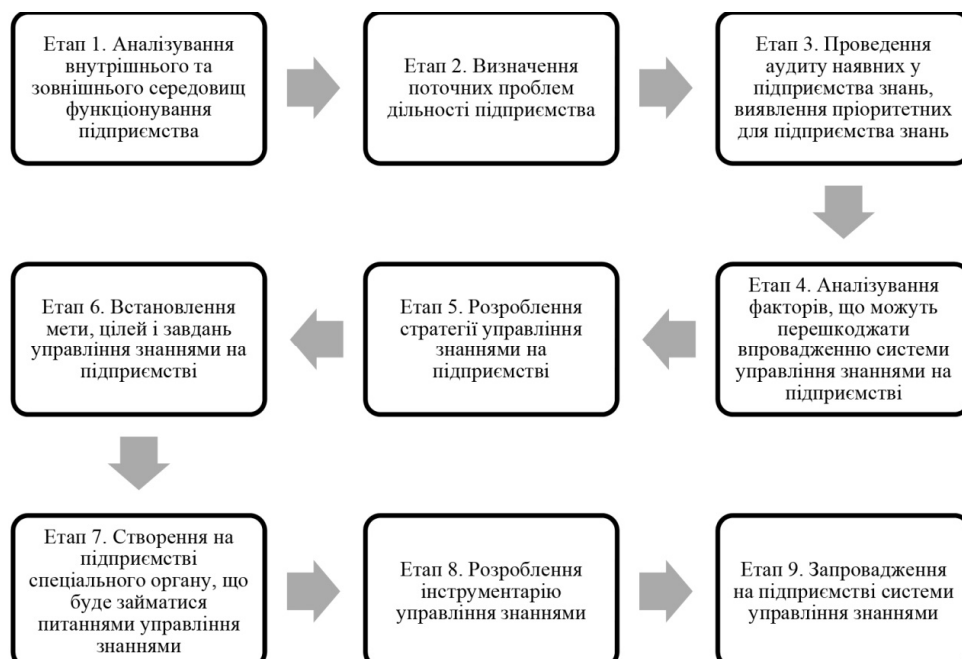 Етап 1. Аналізування
внутрішнього та
зовнішнього середовищ
функціонування
підприємства
Етап 2. Визначення
поточних проблем
дільності підприємства
Етап 3. Проведення
аудиту наявних у
підприємства знань,
виявлення пріоритетних
для підприємства знань
Етап 4. Аналізування
факторів, що можуть
перешкоджати
впровадженню системи
управління знаннями на
підприємстві
Етап 5. Розроблення
стратегії управління
знаннями на
підприємстві
Етап 6. Встановлення
мети, цілей і завдань
управління знаннями на
підприємстві
Етап 7. Створення на
підприємстві
спеціального органу, що
буде займатися
питаннями управління
знаннями
Етап 8. Розроблення
інструментарію
управління знаннями
Етап 9. Запровадження
на підприємстві системи
управління знаннями